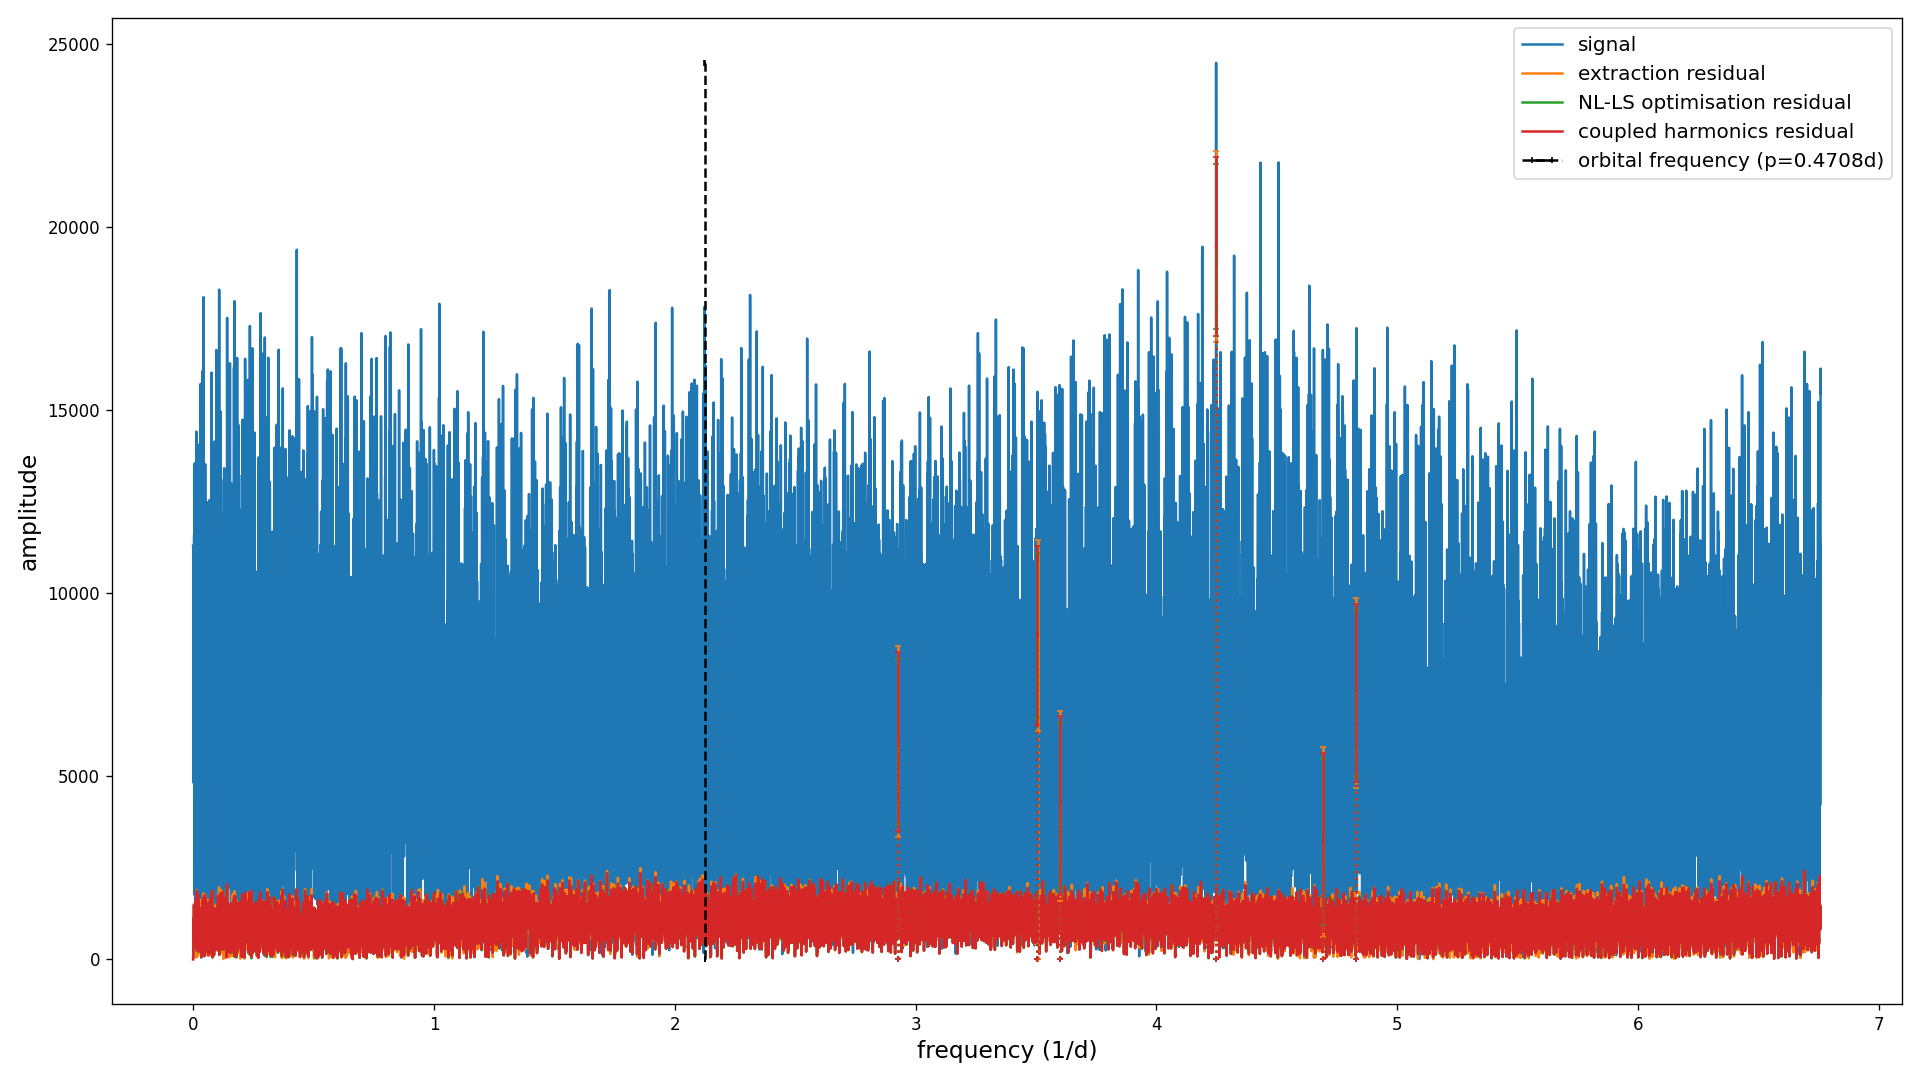 signal
extraction residual
NL-LS optimisation residual
coupled harmonics residual
orbital frequency (p=0.4708d)
amplitude
25000
20000
15000
10000
5000
0
0 1 2 3 4 5 6 7
frequency (1/d)